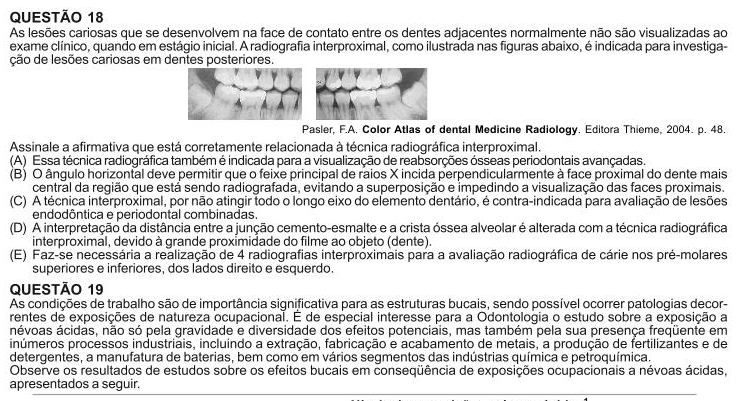 QUESTÃO 18
As lesões cariosas que se desenvolvem na face de contato entre os dentes adjacentes normalmente não são visualizadas ao
exame clínico, quando em estágio inicial. A radiografia interproximal, como ilustrada nas figuras abaixo, é indicada para investiga-
ção de lesões cariosas em dentes posteriores.
Pasler, F.A. Color Atlas of dental Medicine Radiology. Editora Thieme, 2004. p. 48.
Assinale a afirmativa que está corretamente relacionada à técnica radiográfica interproximal.
(A) Essa técnica radiográfica também é indicada para a visualização de reabsorções ósseas periodontais avançadas.
(B) O ângulo horizontal deve permitir que o feixe principal de raios X incida perpendicularmente à face proximal do dente mais
central da região que está sendo radiografada, evitando a superposição e impedindo a visualização das faces proximais.
(C) A técnica interproximal, por não atingir todo o longo eixo do elemento dentário, é contra-indicada para avaliação de lesões
endodôntica e periodontal combinadas.
(D) A interpretação da distância entre a junção cemento-esmalte e a crista óssea alveolar é alterada com a técnica radiográfica
interproximal, devido à grande proximidade do filme ao objeto (dente).
(E) Faz-se necessária a realização de 4 radiografias interproximais para a avaliação radiográfica de cárie nos pré-molares
superiores e inferiores, dos lados direito e esquerdo.
QUESTÃO 19
As condições de trabalho são de importância significativa para as estruturas bucais, sendo possível ocorrer patologias decor-
rentes de exposições de natureza ocupacional. É de especial interesse para a Odontologia o estudo sobre a exposição a
névoas ácidas, não só pela gravidade e diversidade dos efeitos potenciais, mas também pela sua presença freqüente em
inúmeros processos industriais, incluindo a extração, fabricação e acabamento de metais, a produção de fertilizantes e de
detergentes, a manufatura de baterias, bem como em vários segmentos das indústrias química e petroquímica.
Observe os resultados de estudos sobre os efeitos bucais em conseqüência de exposições ocupacionais a névoas ácidas,
apresentados a seguir.